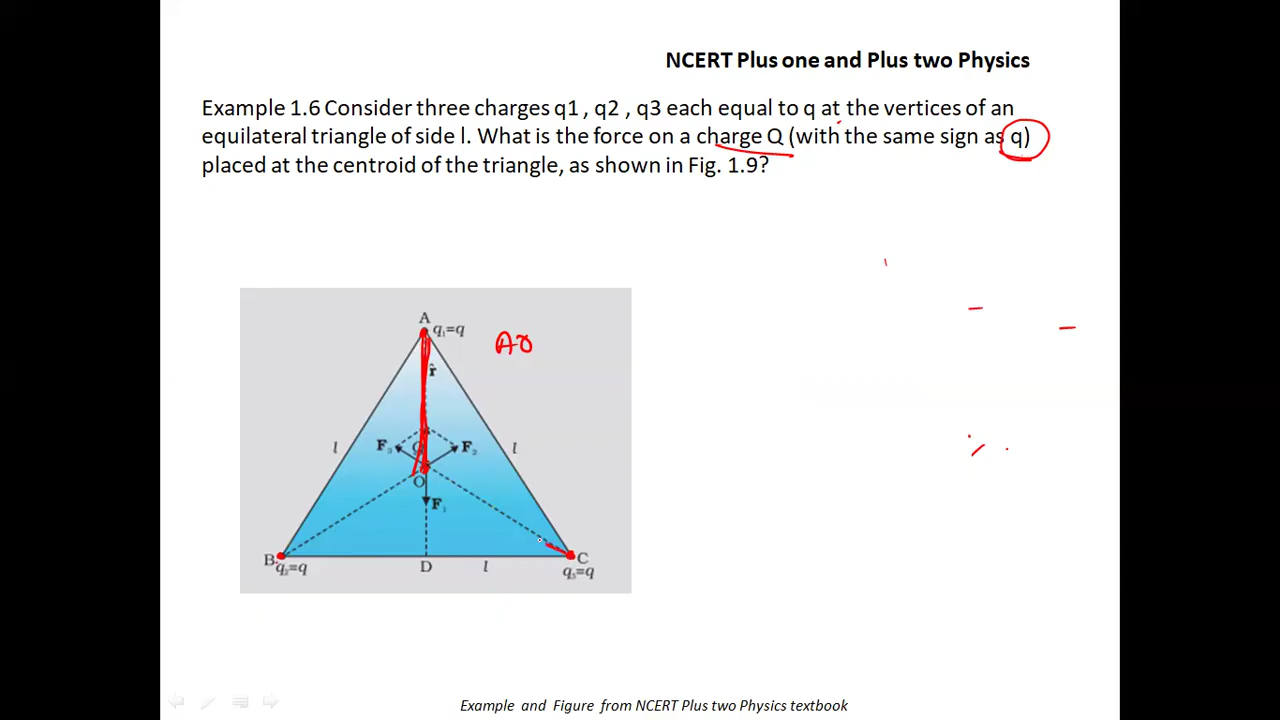 NCERT Plus one and Plus two Physics
Example 1.6 Consider three charges q1 , q2 , q3 each equal to q at the vertices of an
equilateral triangle of side l. What is the force on a charge Q (with the same sign as q)
placed at the centroid of the triangle, as shown in Fig. 1.9?
A
q₁=q
AO
r̂
l
F₃
Q
F₂
l
O
F₁
B
q₂=q
D
l
C
q₃=q
Example and Figure from NCERT Plus two Physics textbook